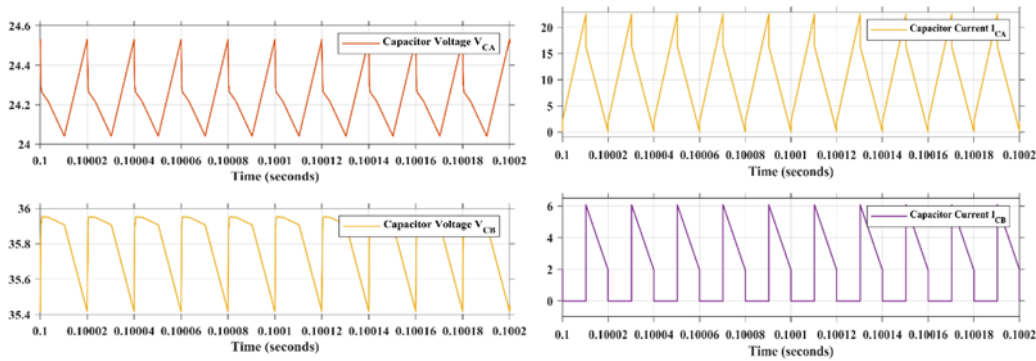 24.6
24.4
24.2
24
Capacitor Voltage V_CA
0.1 0.10002 0.10004 0.10006 0.10008 0.1001 0.10012 0.10014 0.10016 0.10018 0.1002
Time (seconds)
20
15
10
5
0
Capacitor Current I_CA
0.1 0.10002 0.10004 0.10006 0.10008 0.1001 0.10012 0.10014 0.10016 0.10018 0.1002
Time (seconds)
36
35.8
35.6
35.4
Capacitor Voltage V_CB
0.1 0.10002 0.10004 0.10006 0.10008 0.1001 0.10012 0.10014 0.10016 0.10018 0.1002
Time (seconds)
6
4
2
0
Capacitor Current I_CB
0.1 0.10002 0.10004 0.10006 0.10008 0.1001 0.10012 0.10014 0.10016 0.10018 0.1002
Time (seconds)